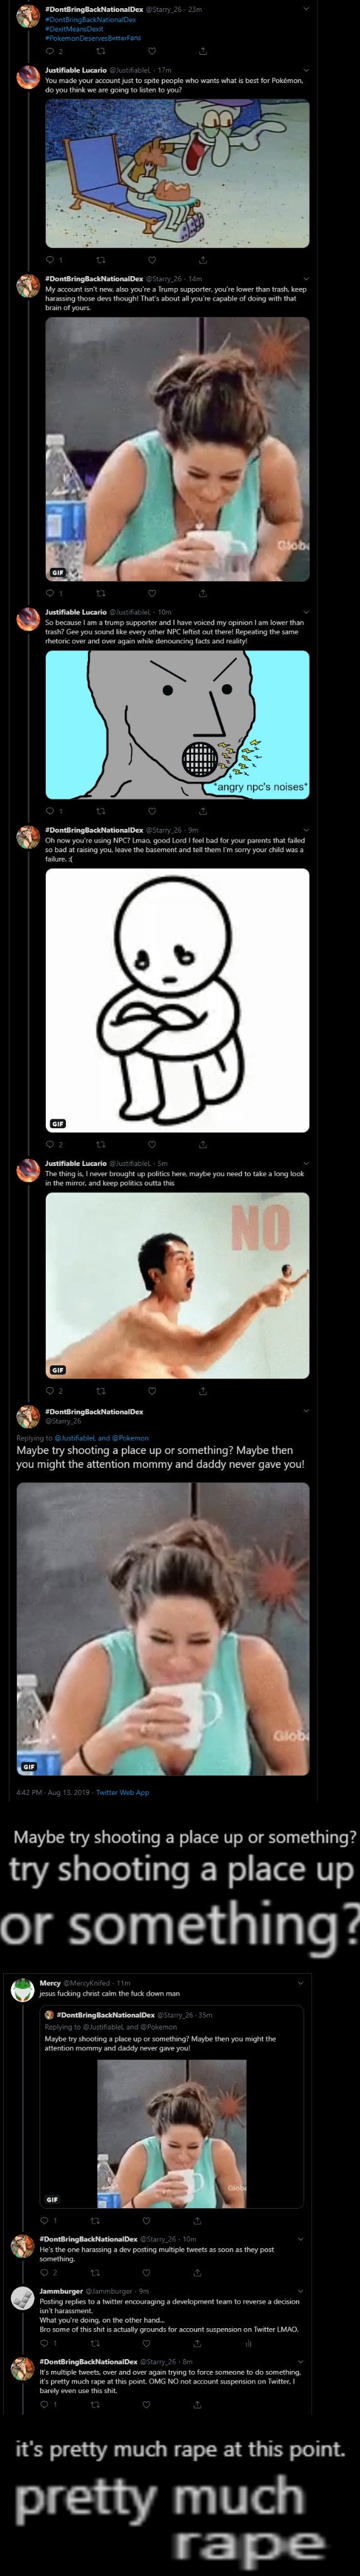 #DontBringBackNationalDex @Starry_26 · 23m
#DontBringBackNationalDex
#DexitMeansDexit
#PokemonDeservesBetterFans
2
Justifiable Lucario @JustifiableL · 17m
You made your account just to spite people who wants what is best for Pokémon,
do you think we are going to listen to you?
1
#DontBringBackNationalDex @Starry_26 · 14m
My account isn't new, also you're a Trump supporter, you're lower than trash, keep
harassing those devs though! That's about all you're capable of doing with that
brain of yours.
Globa
GIF
1
Justifiable Lucario @JustifiableL · 10m
So because I am a trump supporter and I have voiced my opinion I am lower than
trash? Gee you sound like every other NPC leftist out there! Repeating the same
rhetoric over and over again while denouncing facts and reality!
*angry npc's noises*
1
#DontBringBackNationalDex @Starry_26 · 9m
Oh now you're using NPC? Lmao, good Lord I feel bad for your parents that failed
so bad at raising you, leave the basement and tell them I'm sorry your child was a
failure. :(
GIF
2
Justifiable Lucario @JustifiableL · 5m
The thing is, I never brought up politics here, maybe you need to take a long look
in the mirror, and keep politics outta this
NO
GIF
2
#DontBringBackNationalDex
@Starry_26
Replying to @JustifiableL and @Pokemon
Maybe try shooting a place up or something? Maybe then
you might the attention mommy and daddy never gave you!
Globa
GIF
4:42 PM · Aug 13, 2019 · Twitter Web App
Maybe try shooting a place up or something?
try shooting a place up
or something?
Mercy @MercyKnifed · 11m
jesus fucking christ calm the fuck down man
#DontBringBackNationalDex @Starry_26 · 35m
Replying to @JustifiableL and @Pokemon
Maybe try shooting a place up or something? Maybe then you might the
attention mommy and daddy never gave you!
Globa
GIF
1
#DontBringBackNationalDex @Starry_26 · 10m
He's the one harassing a dev posting multiple tweets as soon as they post
something.
2
Jammburger @Jammburger · 9m
Posting replies to a twitter encouraging a development team to reverse a decision
isn't harassment.
What you're doing, on the other hand...
Bro some of this shit is actually grounds for account suspension on Twitter LMAO.
1
#DontBringBackNationalDex @Starry_26 · 8m
It's multiple tweets, over and over again trying to force someone to do something,
it's pretty much rape at this point. OMG NO not account suspension on Twitter, I
barely even use this shit.
1
it's pretty much rape at this point.
pretty much
rape